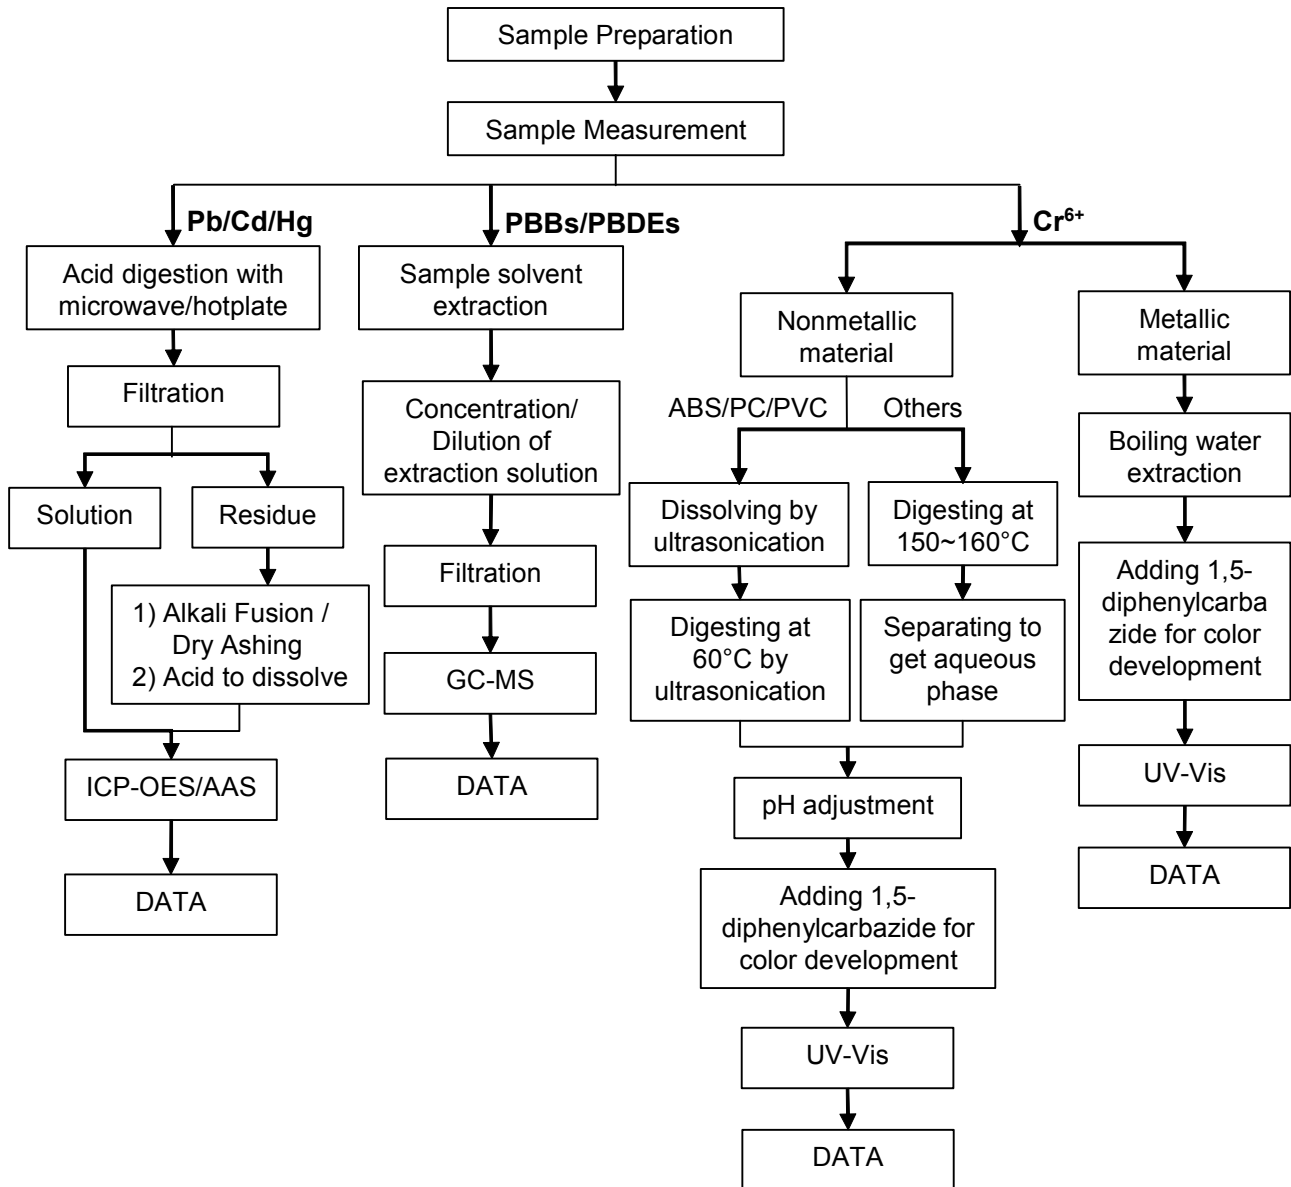 Sample Preparation
Sample Measurement
Pb/Cd/Hg
PBBs/PBDEs
Cr⁶⁺
Acid digestion with
microwave/hotplate
Filtration
Solution
Residue
1) Alkali Fusion /
Dry Ashing
2) Acid to dissolve
ICP-OES/AAS
DATA
Sample solvent
extraction
Concentration/
Dilution of
extraction solution
Filtration
GC-MS
DATA
Nonmetallic
material
ABS/PC/PVC
Others
Dissolving by
ultrasonication
Digesting at
60°C by
ultrasonication
Digesting at
150~160°C
Separating to
get aqueous
phase
pH adjustment
Adding 1,5-
diphenylcarbazide for
color development
UV-Vis
DATA
Metallic
material
Boiling water
extraction
Adding 1,5-
diphenylcarba
zide for color
development
UV-Vis
DATA